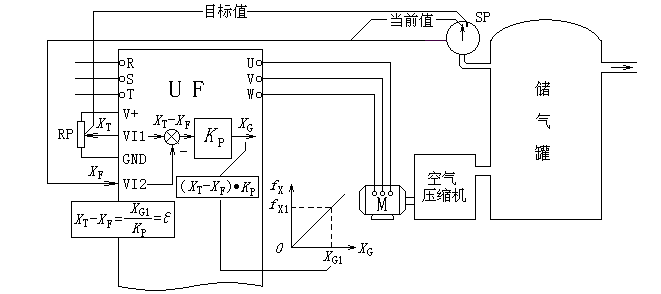 目标值
当前值
SP
R
S
T
U F
U
V
W
V+
RP
X_T
VI1
X_T−X_F
K_P
X_G
GND
−
X_F
VI2
(X_T−X_F)•K_P
X_T−X_F=X_G1/K_P=ε
f_X
f_X1
0
X_G1
X_G
M
空气
压缩机
储
气
罐